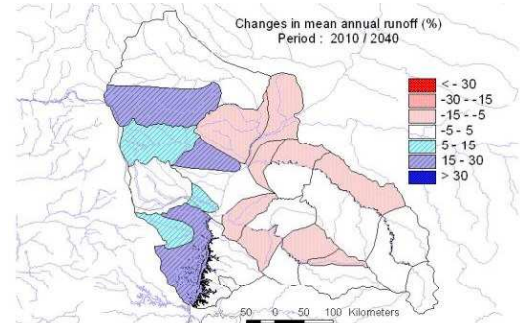 Changes in mean annual runoff (%)
Period : 2010 / 2040
< - 30
-30 - -15
-15 - -5
-5 - 5
5 - 15
15 - 30
> 30
50 0 50 100 Kilometers